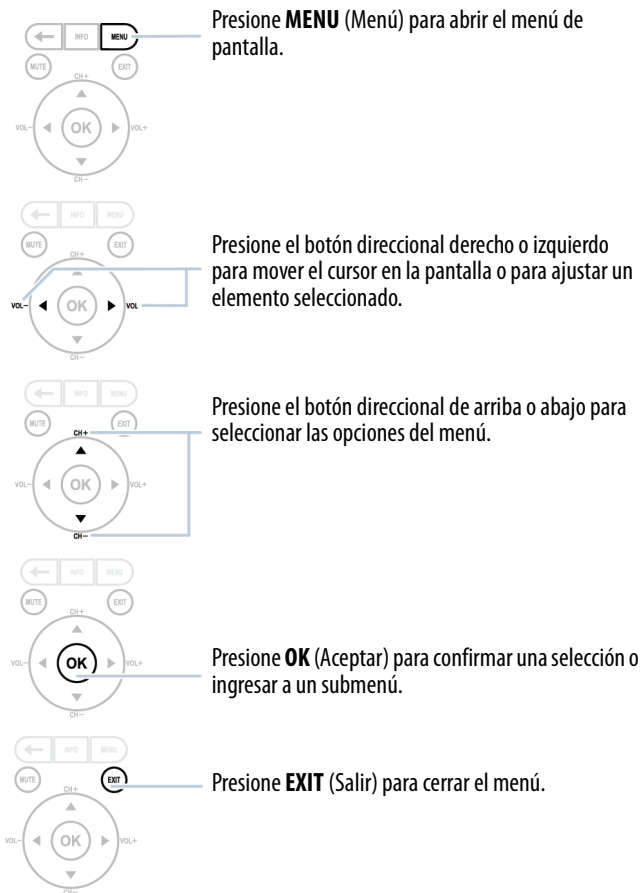 Presione MENU (Menú) para abrir el menú de
pantalla.
INFO MENU
MUTE EXIT
CH+
VOL- OK VOL+
CH-
INFO MENU
MUTE EXIT
CH+
VOL- OK VOL
CH-
Presione el botón direccional derecho o izquierdo
para mover el cursor en la pantalla o para ajustar un
elemento seleccionado.
INFO MENU
MUTE EXIT
CH+
VOL- OK VOL+
CH-
Presione el botón direccional de arriba o abajo para
seleccionar las opciones del menú.
INFO MENU
MUTE EXIT
CH+
VOL- OK VOL+
CH-
Presione OK (Aceptar) para confirmar una selección o
ingresar a un submenú.
INFO MENU
MUTE EXIT
CH+
VOL- OK VOL+
CH-
Presione EXIT (Salir) para cerrar el menú.